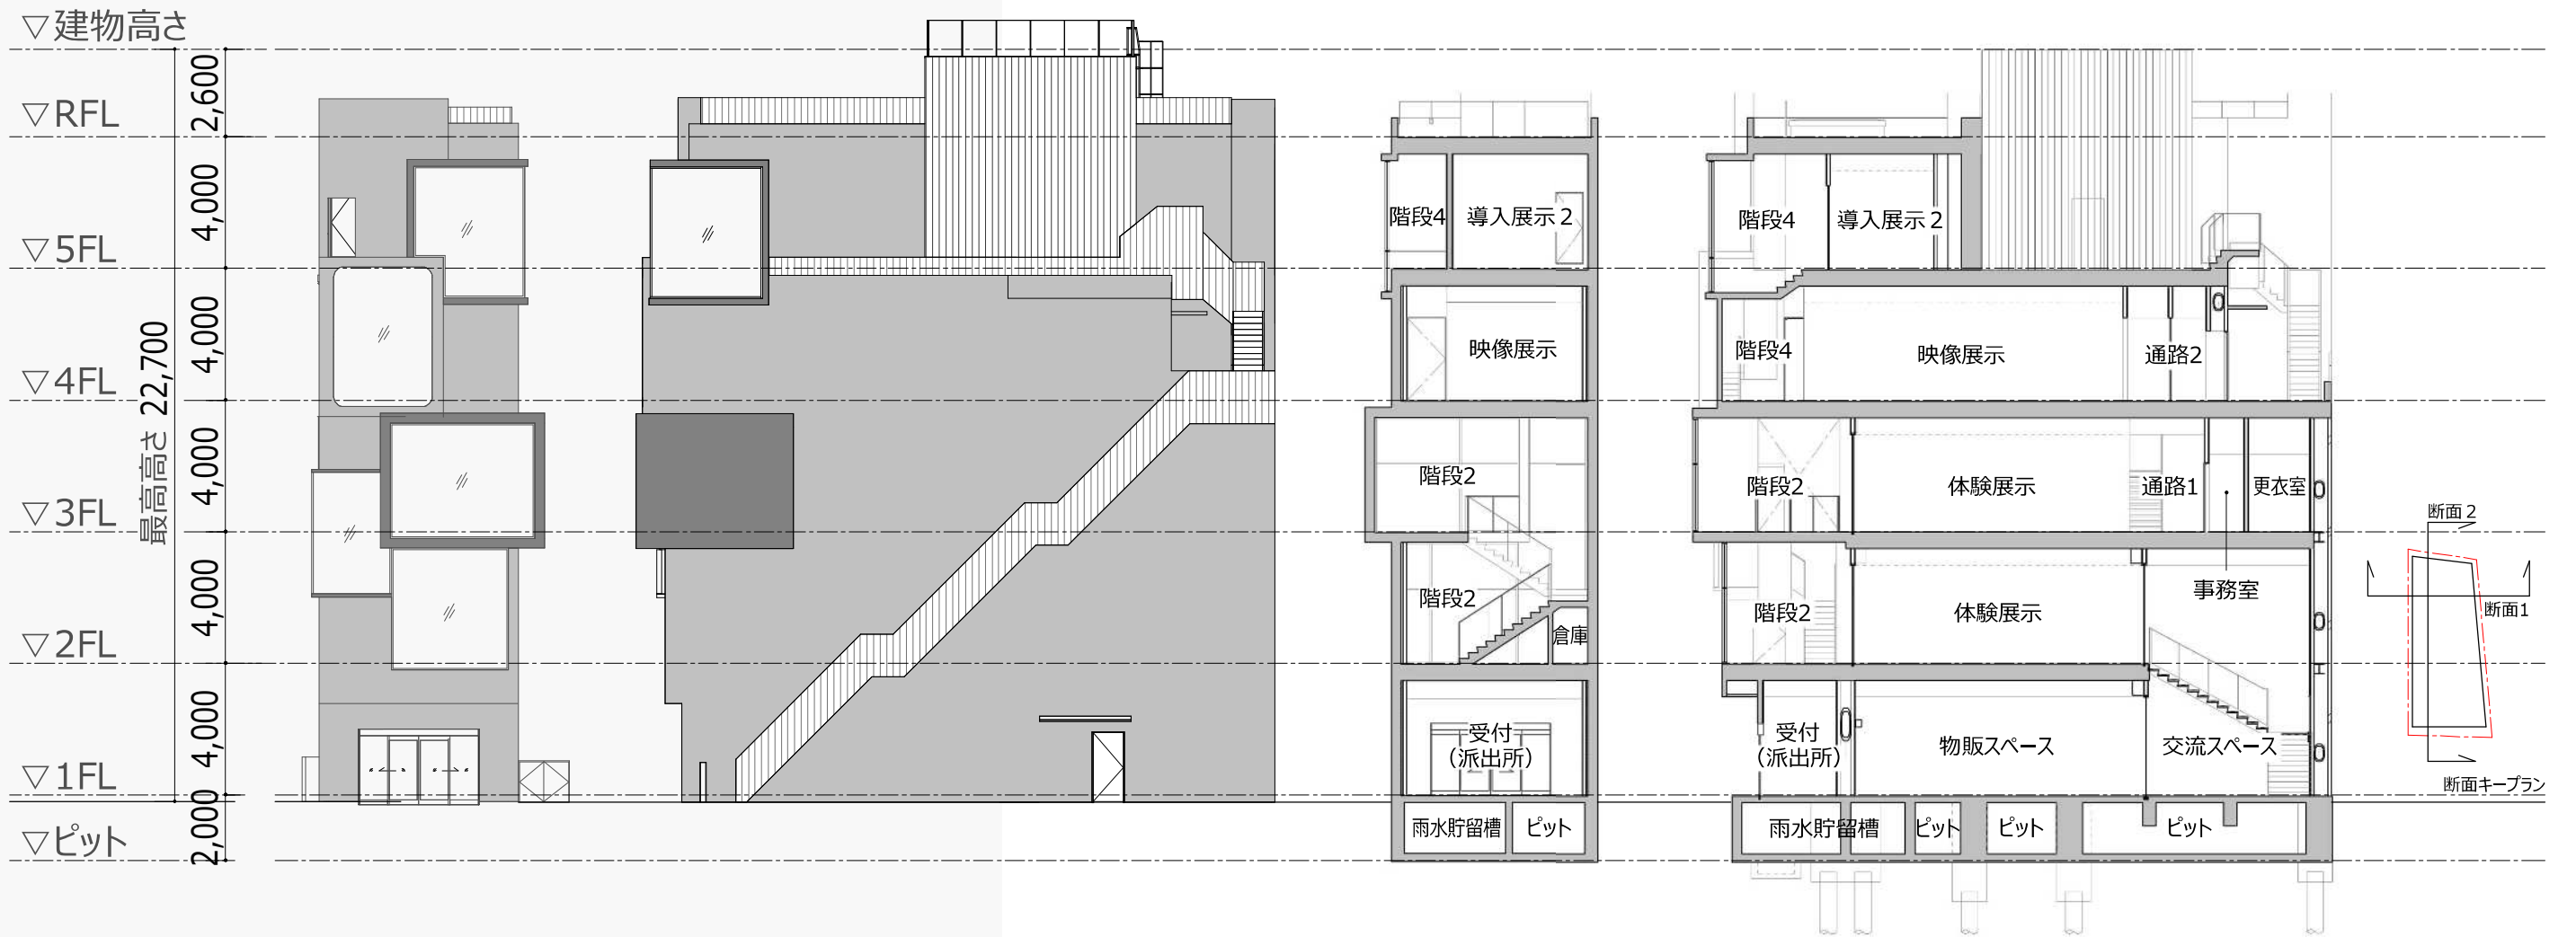 ▽建物高さ
2,600
▽RFL
4,000
▽5FL
4,000
▽4FL
最高高さ 22,700
4,000
▽3FL
4,000
▽2FL
4,000
▽1FL
2,000
▽ピット
階段4
導入展示2
映像展示
階段2
階段2
倉庫
受付
(派出所)
雨水貯留槽
ピット
階段4
導入展示2
階段4
映像展示
通路2
階段2
体験展示
通路1
更衣室
事務室
階段2
体験展示
受付
(派出所)
物販スペース
交流スペース
雨水貯留槽
ピット
ピット
ピット
断面2
断面1
断面キープラン